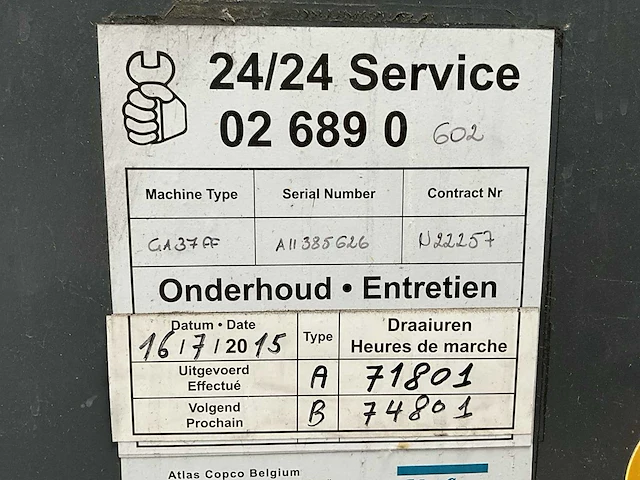 24/24 Service
02 689 0 602
Machine Type Serial Number Contract Nr
GA37FF AII385626 N22257
Onderhoud • Entretien
Datum • Date Type Draaiuren
16/7/2015 Heures de marche
Uitgevoerd
Effectué A 71801
Volgend
Prochain B 74801
Atlas Copco Belgium